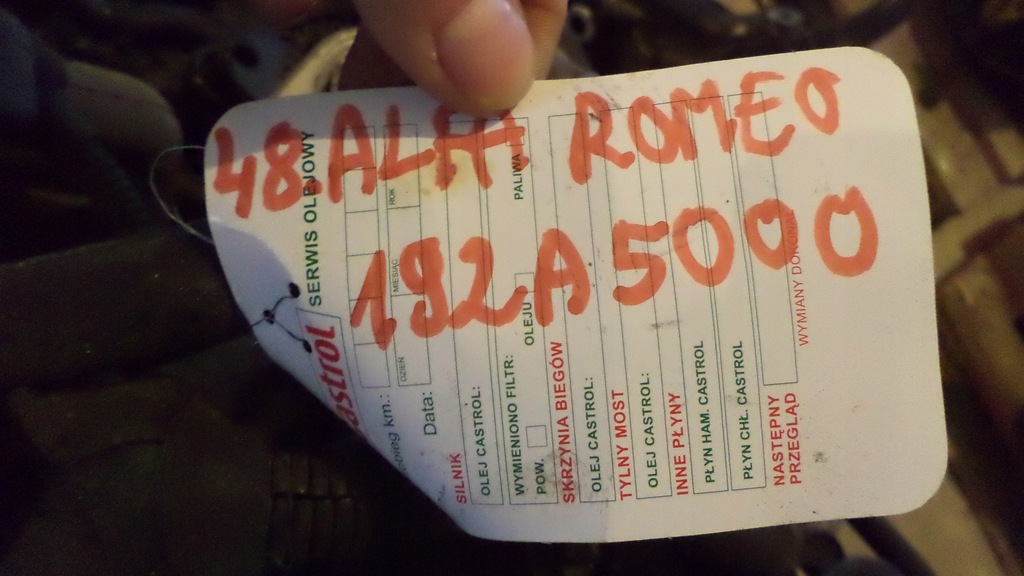 48 ALFA ROMEO
192A5000
Castrol
SERWIS OLEJOWY
km.:
Data:
DZIEŃ
MIESIĄC
ROK
SILNIK
OLEJ CASTROL:
WYMIENIONO FILTR:
POW.
OLEJU
PALIWA
SKRZYNIA BIEGÓW
OLEJ CASTROL:
TYLNY MOST
OLEJ CASTROL:
INNE PŁYNY
PŁYN HAM. CASTROL
PŁYN CHŁ. CASTROL
NASTĘPNY
PRZEGLĄD
WYMIANY DOKONAŁ